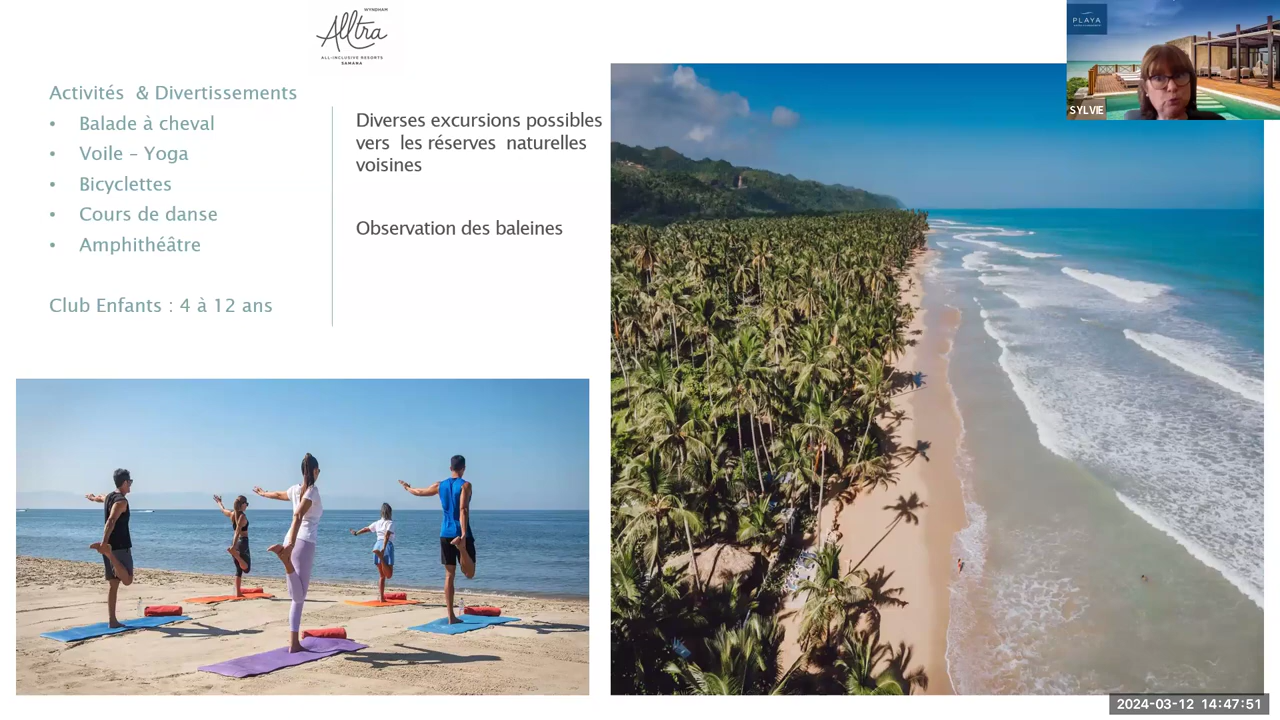 WYNDHAM
Alltra
ALL-INCLUSIVE RESORTS
SAMANA
Activités & Divertissements
• Balade à cheval
• Voile – Yoga
• Bicyclettes
• Cours de danse
• Amphithéâtre
Club Enfants : 4 à 12 ans
Diverses excursions possibles
vers les réserves naturelles
voisines
Observation des baleines
PLAYA
SYLVIE
2024-03-12 14:47:51